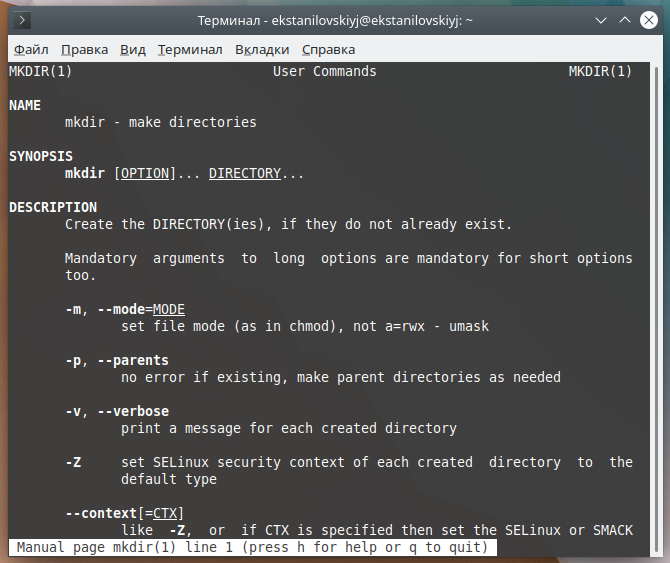 Терминал - ekstanilovskiyj@ekstanilovskiyj: ~
Файл Правка Вид Терминал Вкладки Справка
MKDIR(1) User Commands MKDIR(1)
NAME
mkdir - make directories
SYNOPSIS
mkdir [OPTION]... DIRECTORY...
DESCRIPTION
Create the DIRECTORY(ies), if they do not already exist.
Mandatory arguments to long options are mandatory for short options
too.
-m, --mode=MODE
set file mode (as in chmod), not a=rwx - umask
-p, --parents
no error if existing, make parent directories as needed
-v, --verbose
print a message for each created directory
-Z set SELinux security context of each created directory to the
default type
--context[=CTX]
like -Z, or if CTX is specified then set the SELinux or SMACK
Manual page mkdir(1) line 1 (press h for help or q to quit)